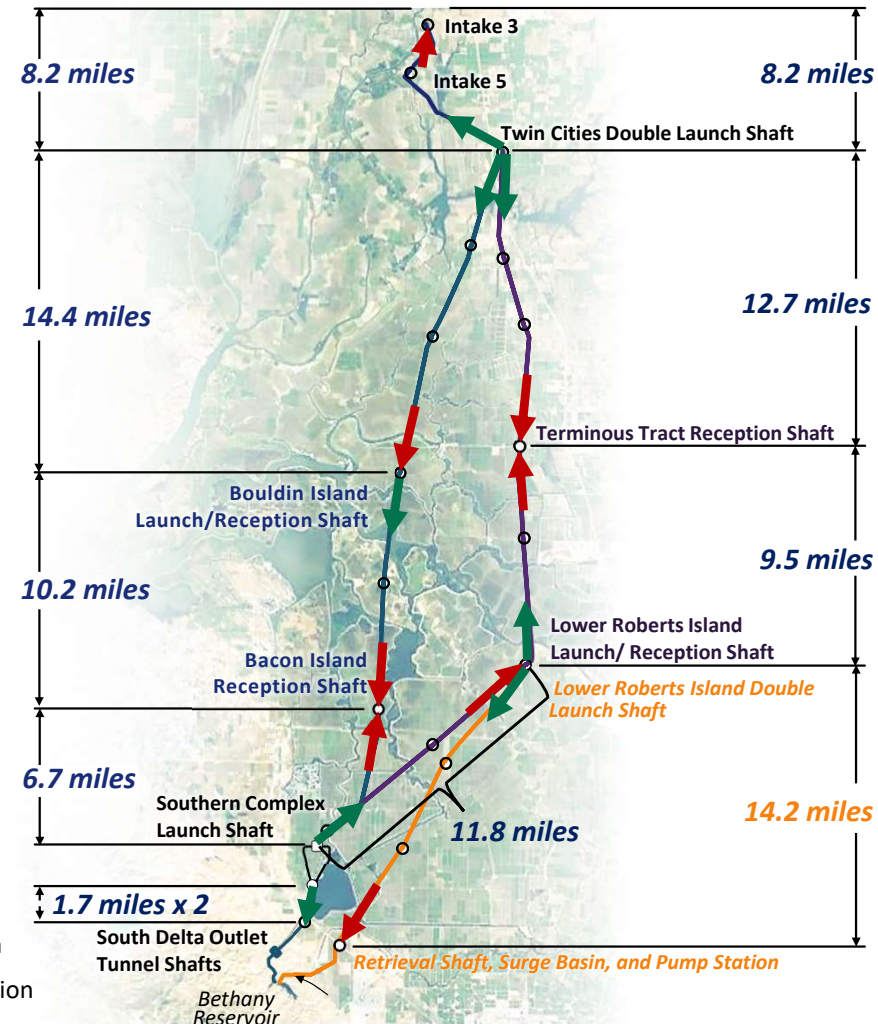 Intake 3
8.2 miles
8.2 miles
Intake 5
Twin Cities Double Launch Shaft
14.4 miles
12.7 miles
Terminous Tract Reception Shaft
Bouldin Island
Launch/Reception Shaft
10.2 miles
9.5 miles
Lower Roberts Island
Launch/ Reception Shaft
Bacon Island
Reception Shaft
Lower Roberts Island Double
Launch Shaft
6.7 miles
Southern Complex
Launch Shaft
11.8 miles
14.2 miles
1.7 miles x 2
South Delta Outlet
Tunnel Shafts
Retrieval Shaft, Surge Basin, and Pump Station
Bethany
Reservoir